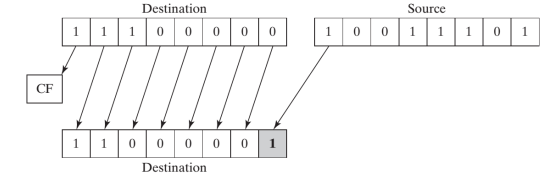 Destination Source
1 1 1 0 0 0 0 0 1 0 0 1 1 1 0 1
CF
1 1 0 0 0 0 0 1
Destination